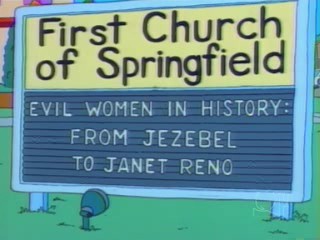 First Church
of Springfield
EVIL WOMEN IN HISTORY:
FROM JEZEBEL
TO JANET RENO